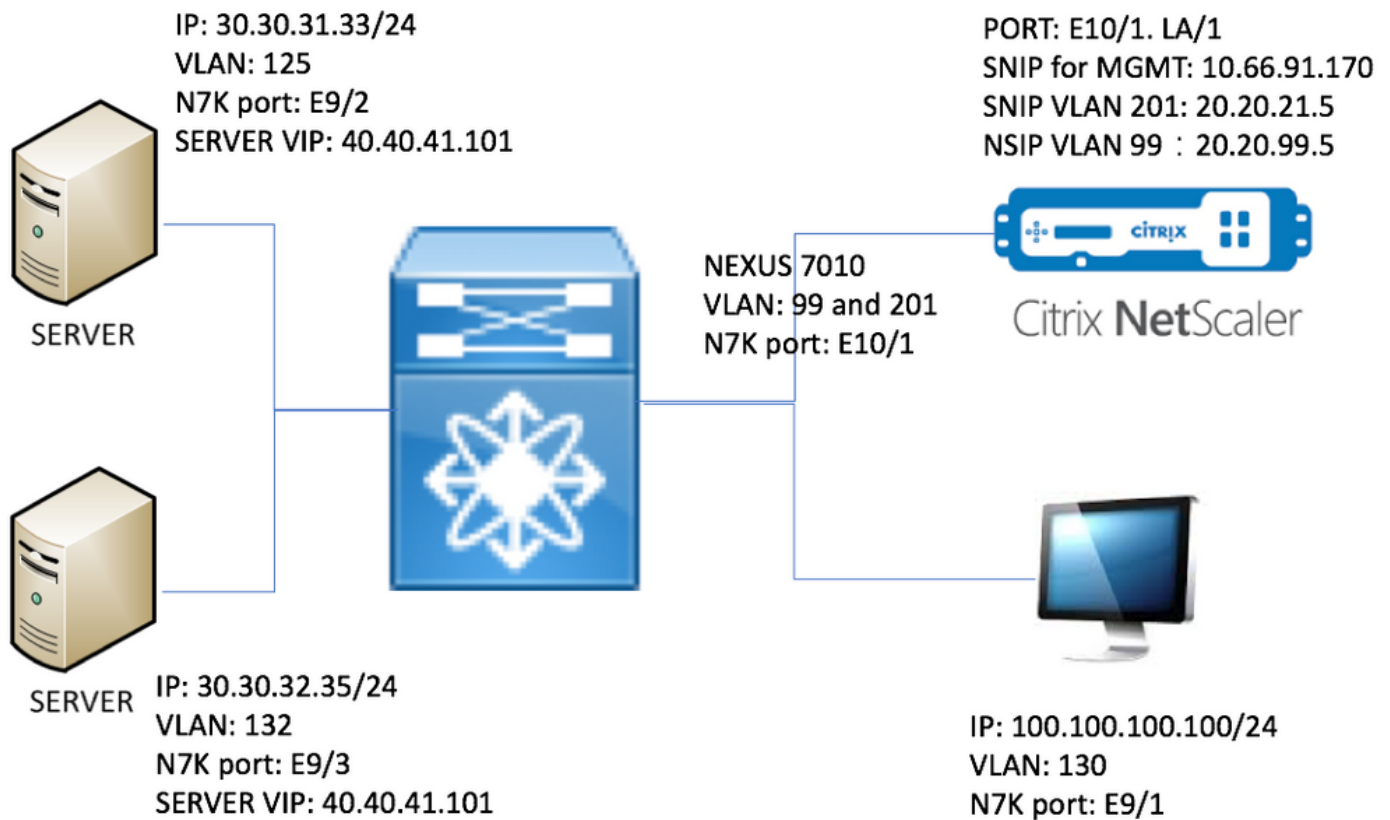 IP: 30.30.31.33/24
VLAN: 125
N7K port: E9/2
SERVER VIP: 40.40.41.101
SERVER
PORT: E10/1. LA/1
SNIP for MGMT: 10.66.91.170
SNIP VLAN 201: 20.20.21.5
NSIP VLAN 99：20.20.99.5
CITRIX
Citrix NetScaler
NEXUS 7010
VLAN: 99 and 201
N7K port: E10/1
SERVER
IP: 30.30.32.35/24
VLAN: 132
N7K port: E9/3
SERVER VIP: 40.40.41.101
IP: 100.100.100.100/24
VLAN: 130
N7K port: E9/1